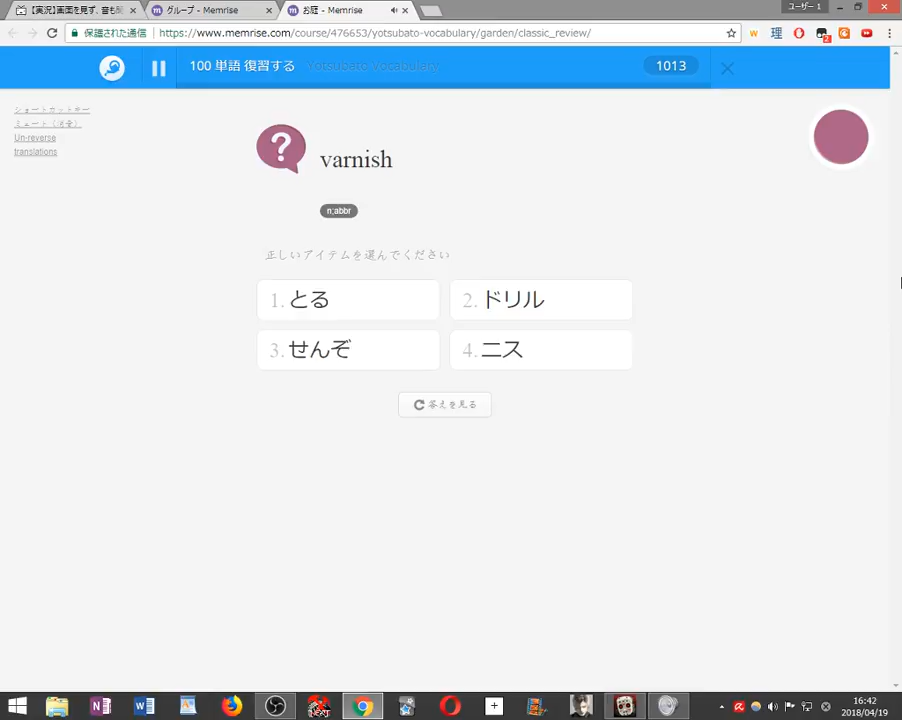 【実況】画面を見ず、音も
グループ - Memrise
お庭 - Memrise
ユーザー 1
保護された通信
https://www.memrise.com/course/476653/yotsubato-vocabulary/garden/classic_review/
100 単語 復習する Yotsubato Vocabulary
1013
ショートカットキー
ミュート (消音)
Un-reverse
translations
varnish
n;abbr
正しいアイテムを選んでください
1. とる
2. ドリル
3. せんぞ
4. ニス
答えを見る
16:42
2018/04/19